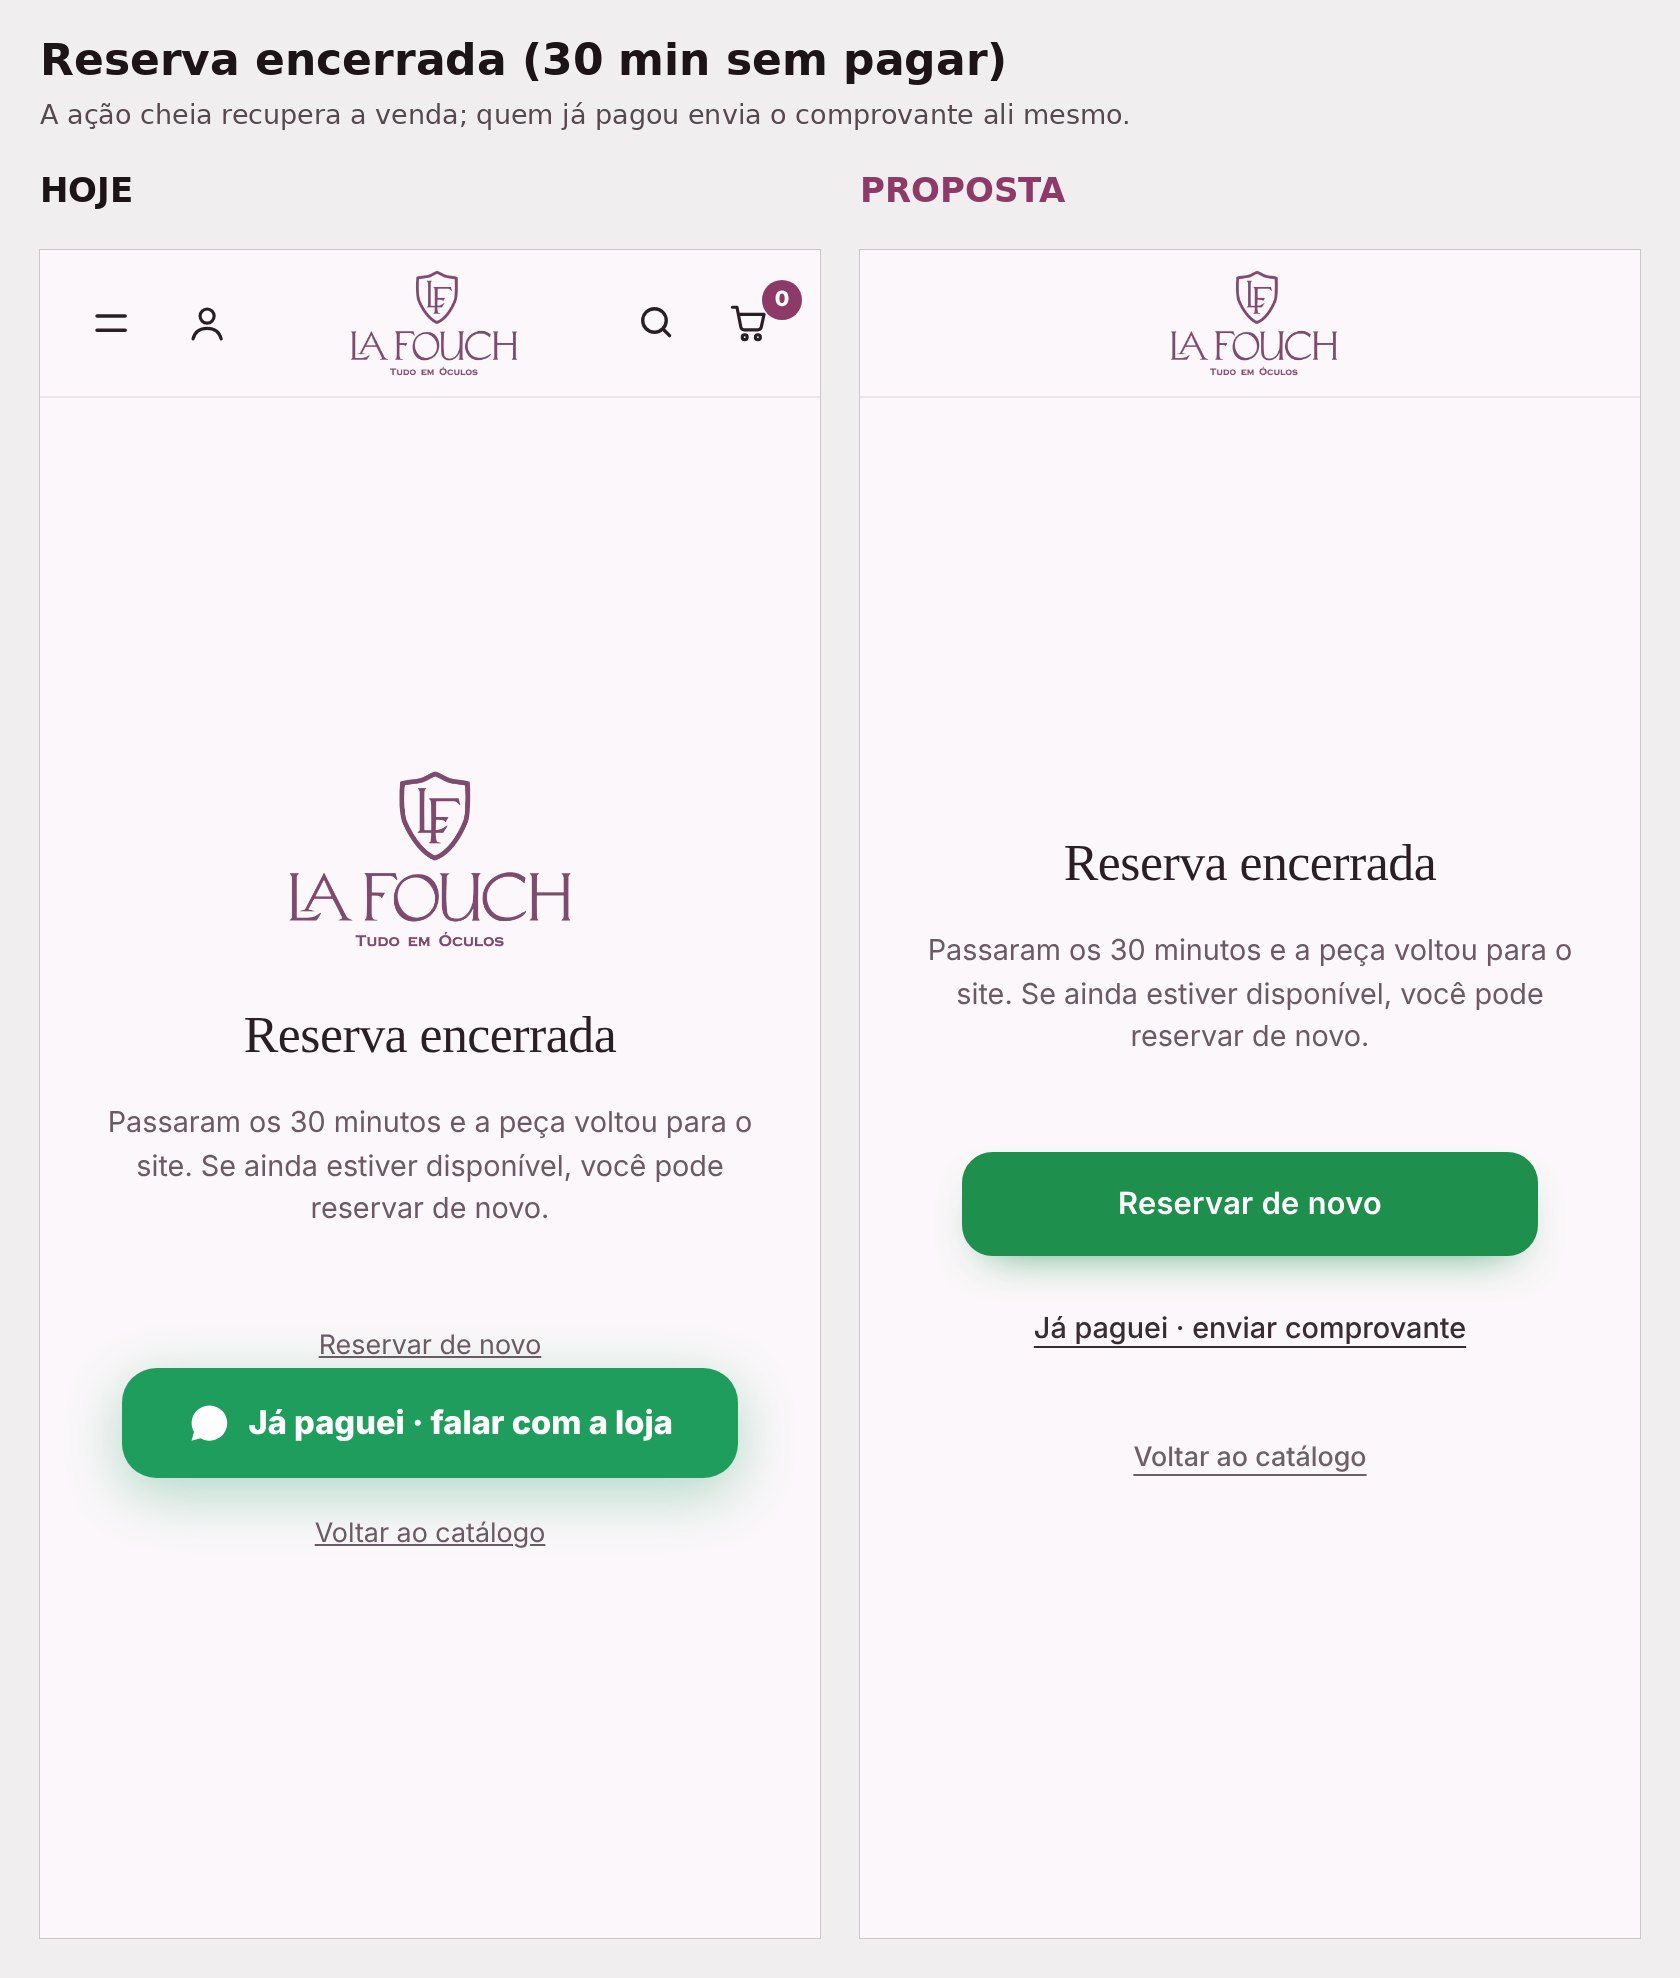 Reserva encerrada (30 min sem pagar)
A ação cheia recupera a venda; quem já pagou envia o comprovante ali mesmo.
HOJE
0
LF
LA FOUCH
Tudo em Óculos
LF
LA FOUCH
Tudo em Óculos
Reserva encerrada
Passaram os 30 minutos e a peça voltou para o
site. Se ainda estiver disponível, você pode
reservar de novo.
Reservar de novo
Já paguei · falar com a loja
Voltar ao catálogo
PROPOSTA
LF
LA FOUCH
Tudo em Óculos
Reserva encerrada
Passaram os 30 minutos e a peça voltou para o
site. Se ainda estiver disponível, você pode
reservar de novo.
Reservar de novo
Já paguei · enviar comprovante
Voltar ao catálogo